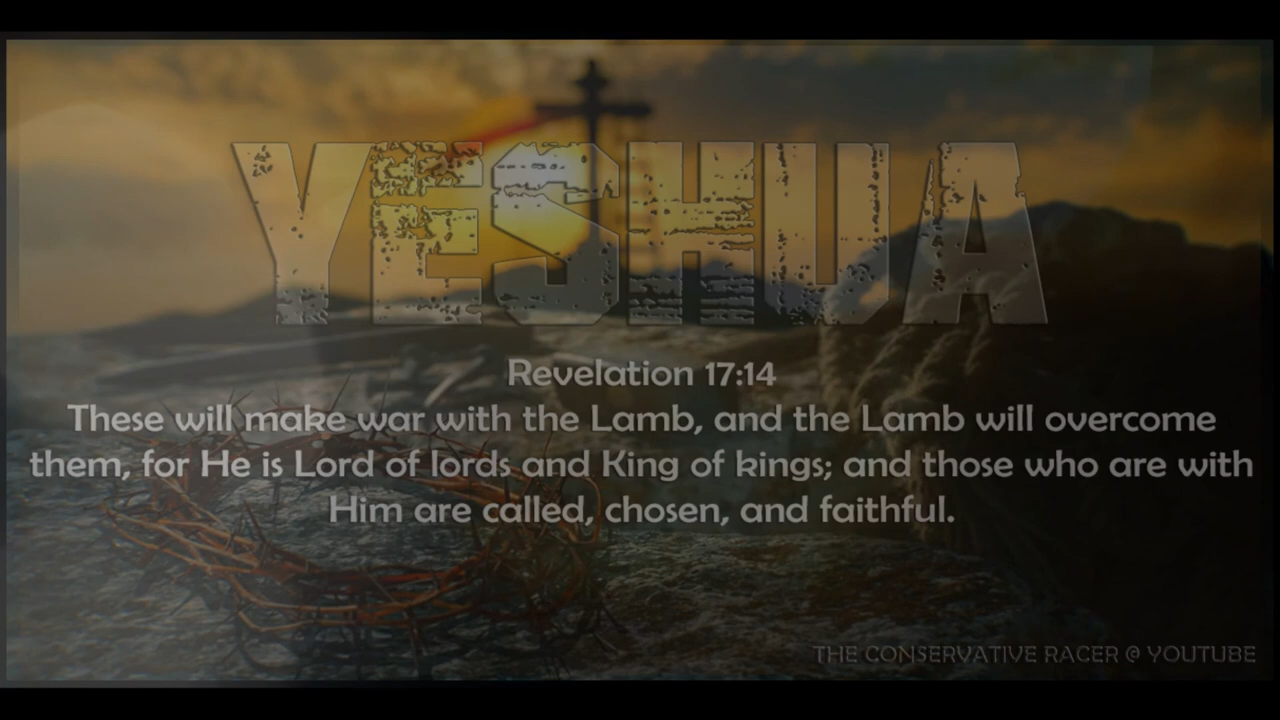 YESHUA
Revelation 17:14
These will make war with the Lamb, and the Lamb will overcome
them, for He is Lord of lords and King of kings; and those who are with
Him are called, chosen, and faithful.
THE CONSERVATIVE RACER @ YOUTUBE